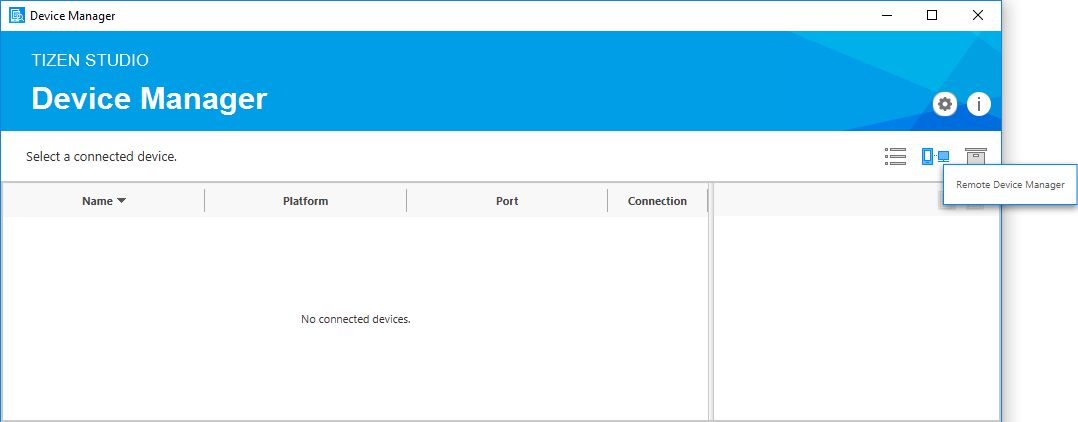 Device Manager
TIZEN STUDIO
Device Manager
i
Select a connected device.
Remote Device Manager
Name Platform Port Connection
No connected devices.